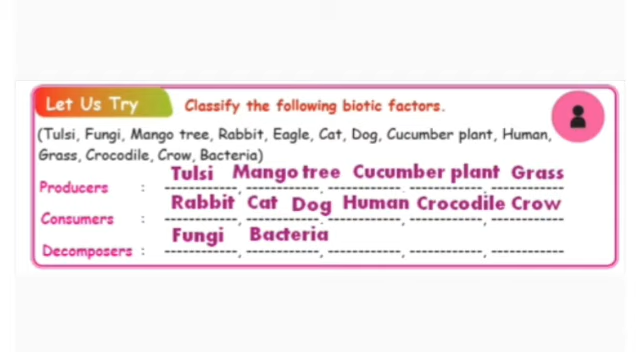 Let Us Try Classify the following biotic factors.
(Tulsi, Fungi, Mango tree, Rabbit, Eagle, Cat, Dog, Cucumber plant, Human,
Grass, Crocodile, Crow, Bacteria)
Tulsi Mango tree Cucumber plant Grass
Producers : ------------, ------------, ------------, ------------, ------------
Rabbit Cat Dog Human Crocodile Crow
Consumers : ------------, ------------, ------------, ------------, ------------
Fungi Bacteria
Decomposers : ------------, ------------, ------------, ------------, ------------